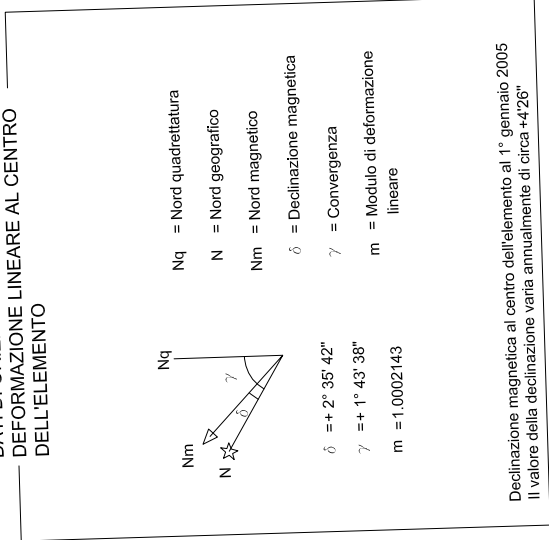 DEFORMAZIONE LINEARE AL CENTRO
DELL'ELEMENTO
Nq
Nm
N
γ
δ
δ =+ 2° 35' 42"
γ =+ 1° 43' 38"
m =1.0002143
Nq = Nord quadrettatura
N = Nord geografico
Nm = Nord magnetico
δ = Declinazione magnetica
γ = Convergenza
m = Modulo di deformazione
lineare
Declinazione magnetica al centro dell'elemento al 1° gennaio 2005
Il valore della declinazione varia annualmente di circa +4'26"